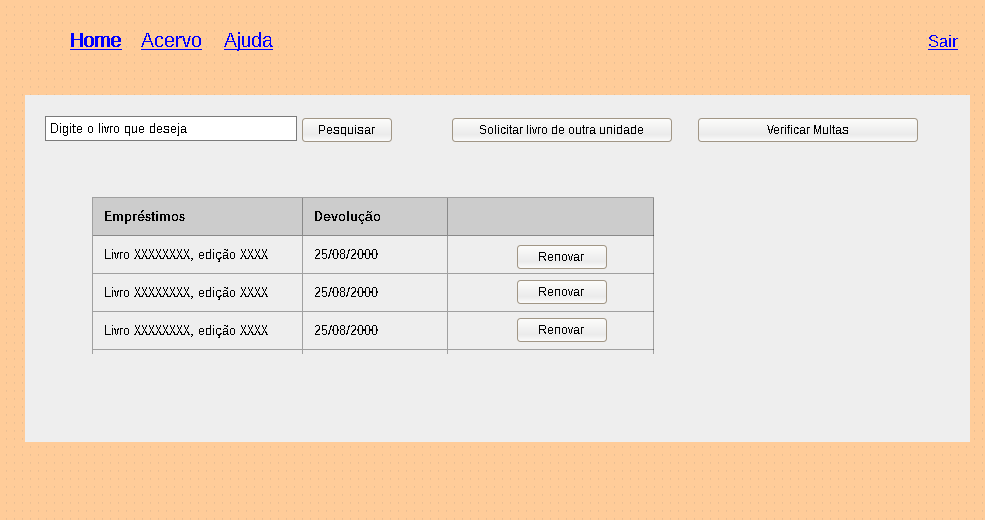 Home Acervo Ajuda Sair
Digite o livro que deseja Pesquisar Solicitar livro de outra unidade Verificar Multas
Empréstimos Devolução
Livro XXXXXXXX, edição XXXX 25/08/2000 Renovar
Livro XXXXXXXX, edição XXXX 25/08/2000 Renovar
Livro XXXXXXXX, edição XXXX 25/08/2000 Renovar